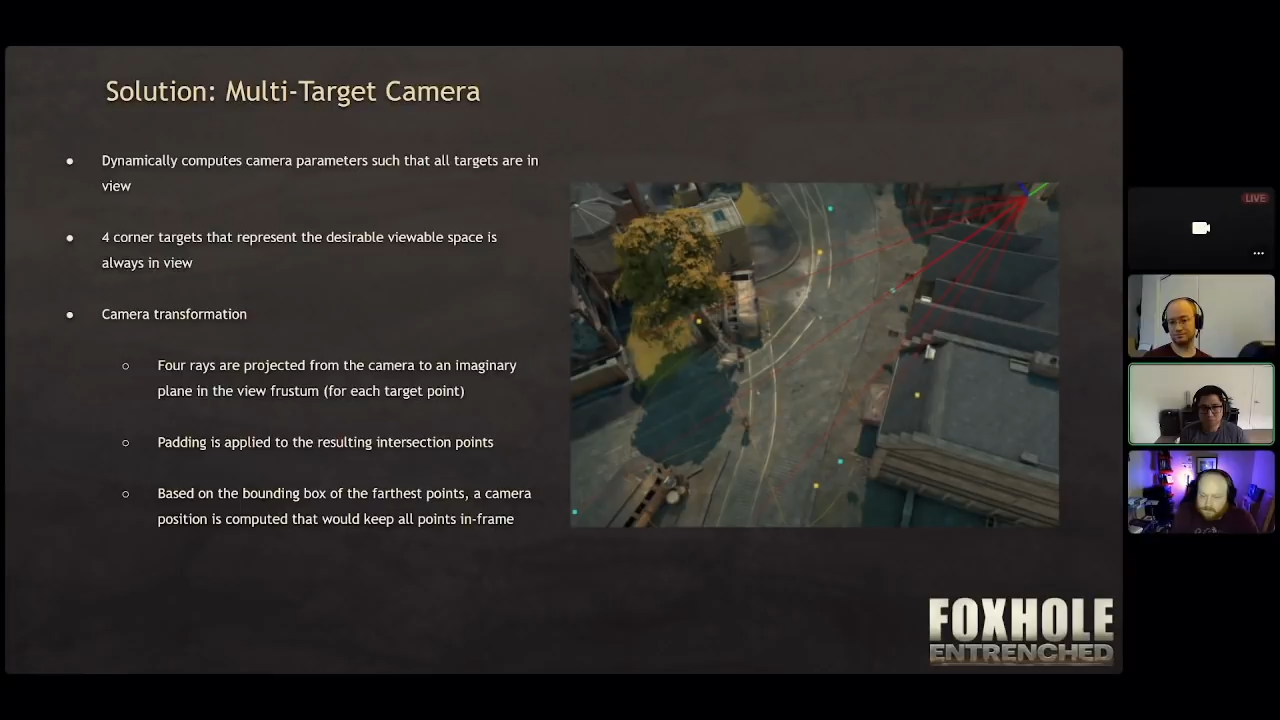 Solution: Multi-Target Camera
● Dynamically computes camera parameters such that all targets are in
view
● 4 corner targets that represent the desirable viewable space is
always in view
● Camera transformation
○ Four rays are projected from the camera to an imaginary
plane in the view frustum (for each target point)
○ Padding is applied to the resulting intersection points
○ Based on the bounding box of the farthest points, a camera
position is computed that would keep all points in-frame
LIVE
FOXHOLE
ENTRENCHED